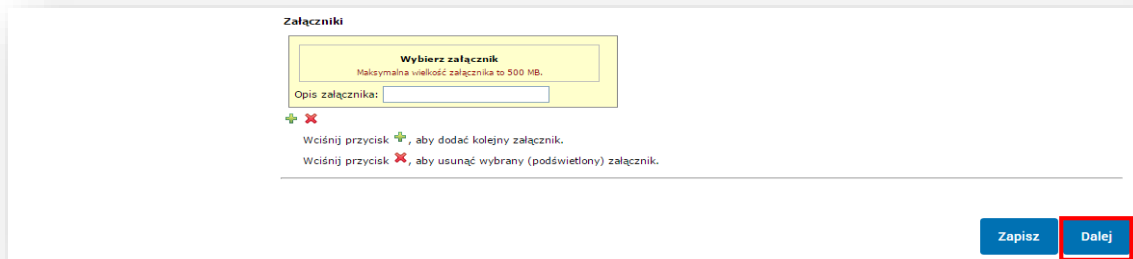 Załączniki
Wybierz załącznik
Maksymalna wielkość załącznika to 500 MB.
Opis załącznika:
Wciśnij przycisk , aby dodać kolejny załącznik.
Wciśnij przycisk , aby usunąć wybrany (podświetlony) załącznik.
Zapisz Dalej